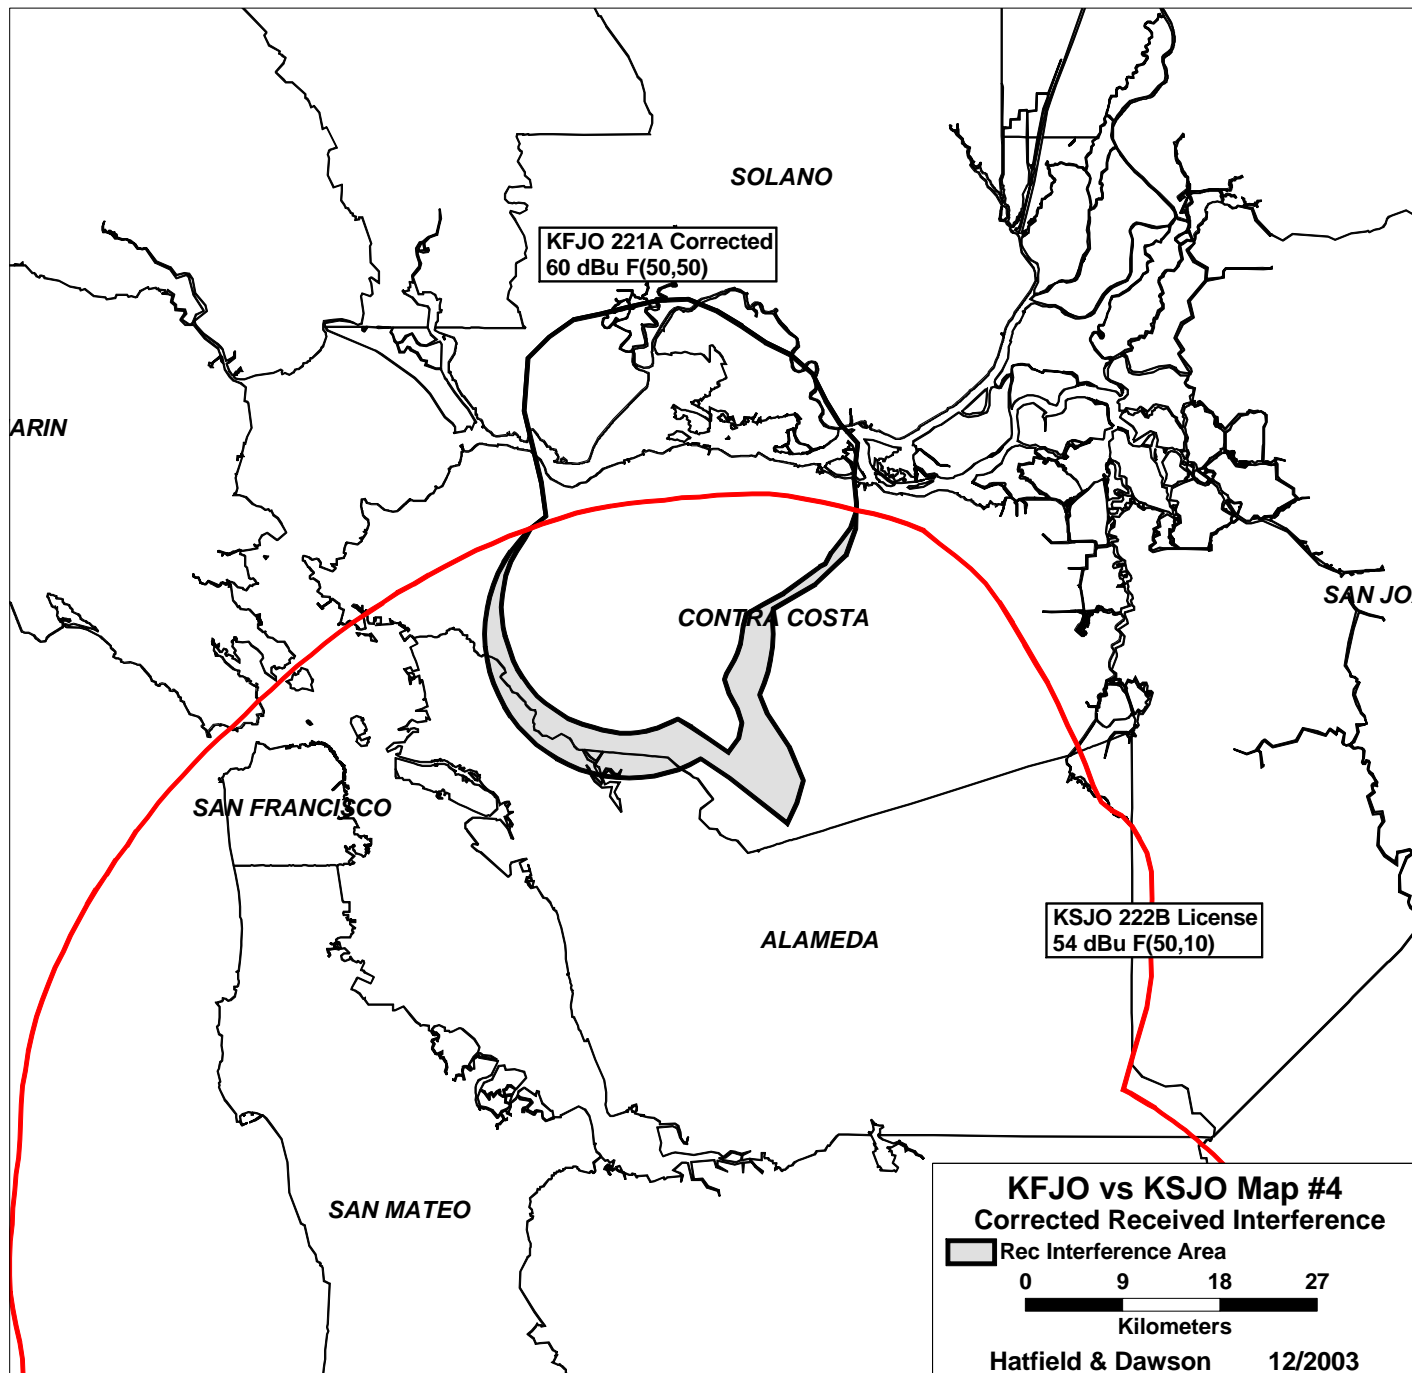 SOLANO
KFJO 221A Corrected
60 dBu F(50,50)
ARIN
SAN JO
CONTRA COSTA
SAN FRANCISCO
KSJO 222B License
54 dBu F(50,10)
ALAMEDA
SAN MATEO
KFJO vs KSJO Map #4
Corrected Received Interference
Rec Interference Area
0 9 18 27
Kilometers
Hatfield & Dawson 12/2003